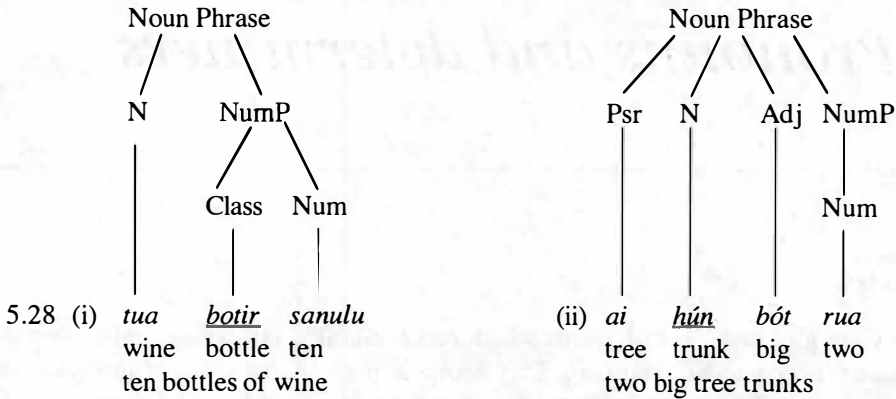 Noun Phrase Noun Phrase
N NumP Psr N Adj NumP
Class Num Num
5.28 (i) tua botir sanulu (ii) ai hún bót rua
wine bottle ten tree trunk big two
ten bottles of wine two big tree trunks